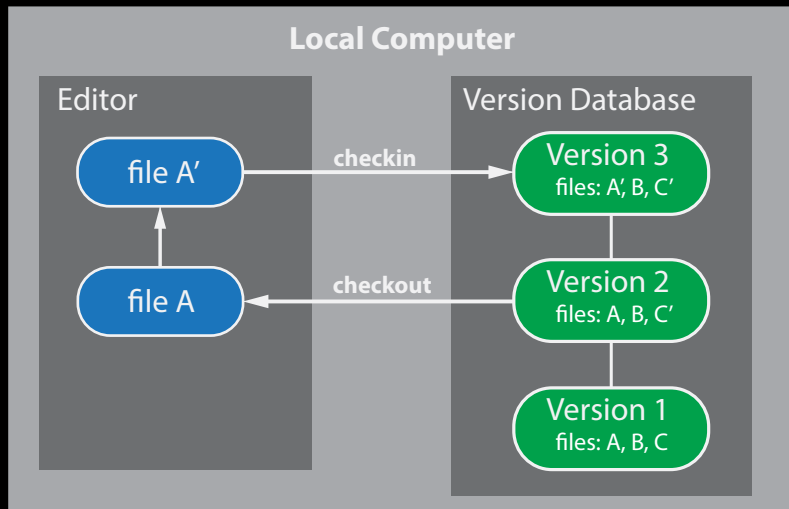 Local Computer
Editor
Version Database
file A’
checkin
Version 3
files: A’, B, C’
file A
checkout
Version 2
files: A, B, C’
Version 1
files: A, B, C